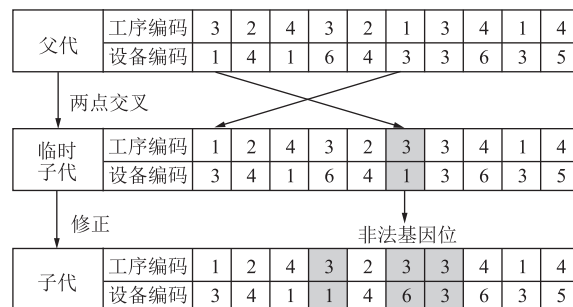 父代 工序编码 3 2 4 3 2 1 3 4 1 4
设备编码 1 4 1 6 4 3 3 6 3 5
两点交叉
临时子代 工序编码 1 2 4 3 2 3 3 4 1 4
设备编码 3 4 1 6 4 1 3 6 3 5
修正
非法基因位
子代 工序编码 1 2 4 3 2 3 3 4 1 4
设备编码 3 4 1 1 4 6 3 6 3 5